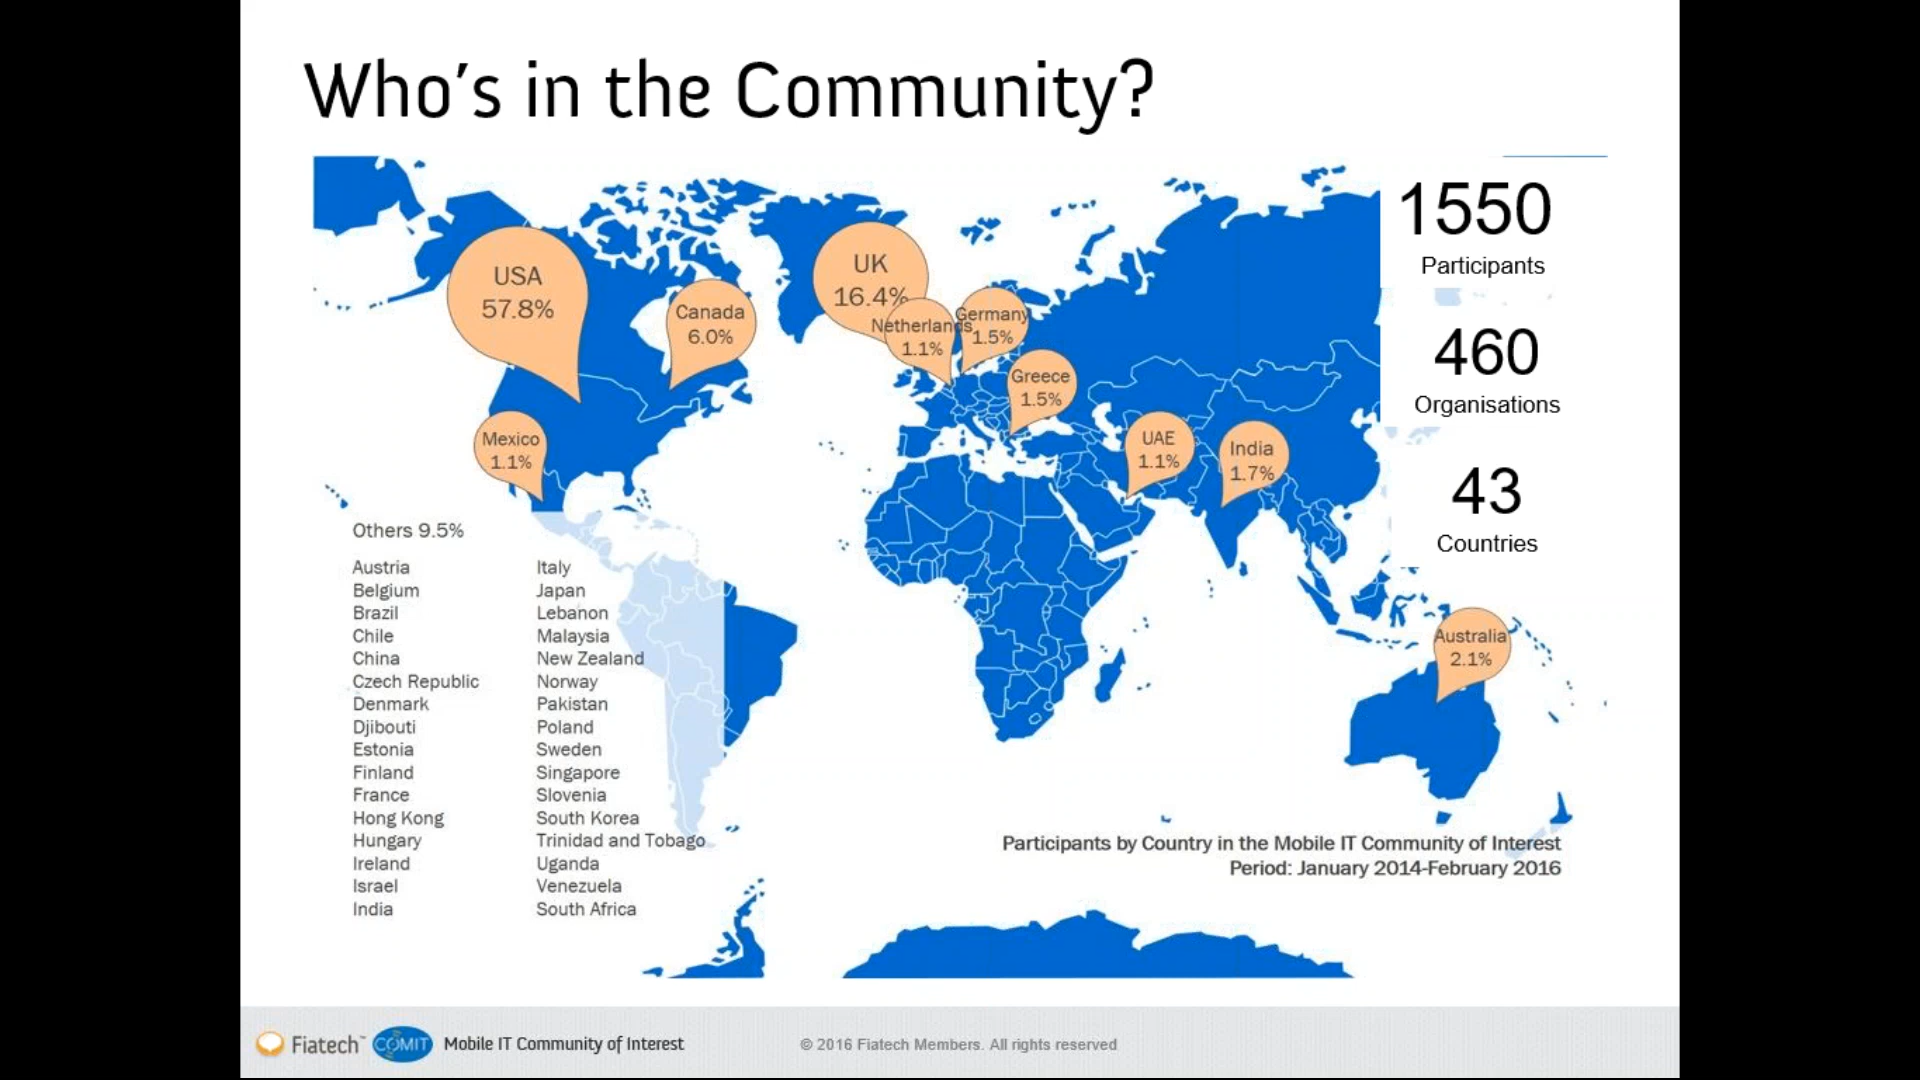 Who's in the Community?
1550
Participants
460
Organisations
43
Countries
USA
57.8%
Canada
6.0%
UK
16.4%
Netherlands
1.1%
Germany
1.5%
Greece
1.5%
Mexico
1.1%
UAE
1.1%
India
1.7%
Australia
2.1%
Others 9.5%
Austria
Belgium
Brazil
Chile
China
Czech Republic
Denmark
Djibouti
Estonia
Finland
France
Hong Kong
Hungary
Ireland
Israel
India
Italy
Japan
Lebanon
Malaysia
New Zealand
Norway
Pakistan
Poland
Sweden
Singapore
Slovenia
South Korea
Trinidad and Tobago
Uganda
Venezuela
South Africa
Participants by Country in the Mobile IT Community of Interest
Period: January 2014-February 2016
Fiatech™ COMIT Mobile IT Community of Interest © 2016 Fiatech Members. All rights reserved